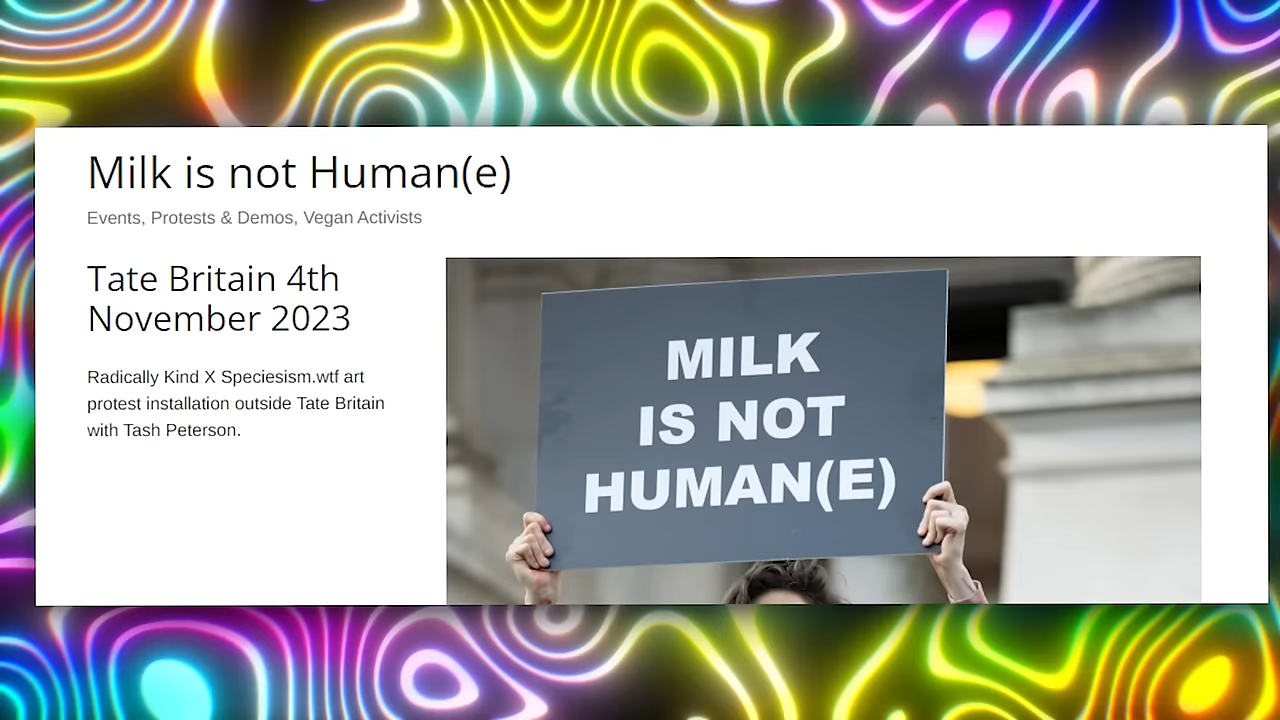 Milk is not Human(e)
Events, Protests & Demos, Vegan Activists
Tate Britain 4th
November 2023
Radically Kind X Speciesism.wtf art
protest installation outside Tate Britain
with Tash Peterson.
MILK
IS NOT
HUMAN(E)